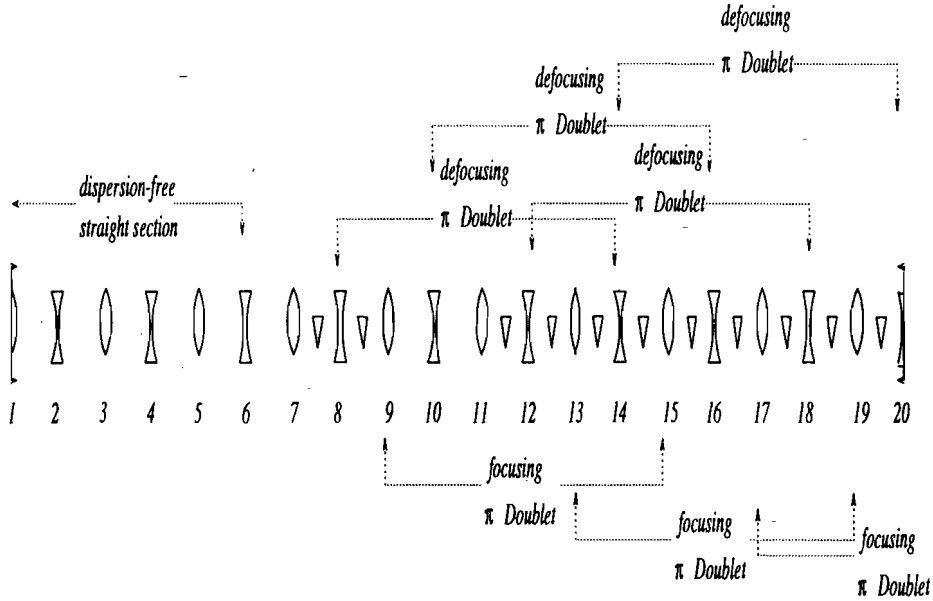 defocusing
π Doublet
defocusing
π Doublet
defocusing
π Doublet
defocusing
π Doublet
dispersion-free
straight section
1 2 3 4 5 6 7 8 9 10 11 12 13 14 15 16 17 18 19 20
focusing
π Doublet
focusing
π Doublet
focusing
π Doublet